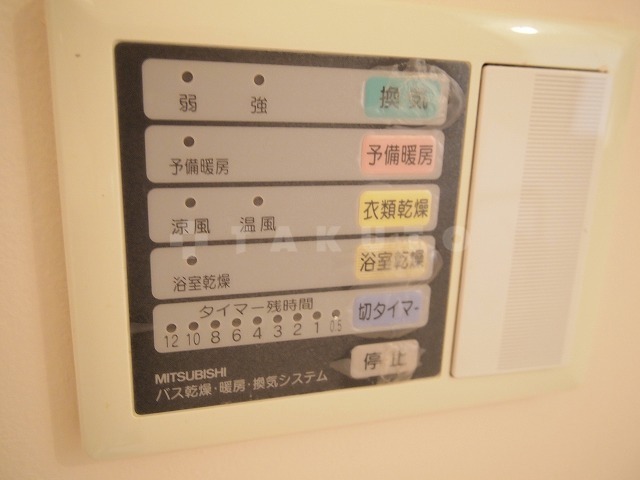 弱 強 換気
予備暖房 予備暖房
涼風 温風 衣類乾燥
TAKUTO
浴室乾燥 浴室乾燥
タイマー残時間 切タイマー
12 10 8 6 4 3 2 1 0.5
停止
MITSUBISHI
バス乾燥・暖房・換気システム